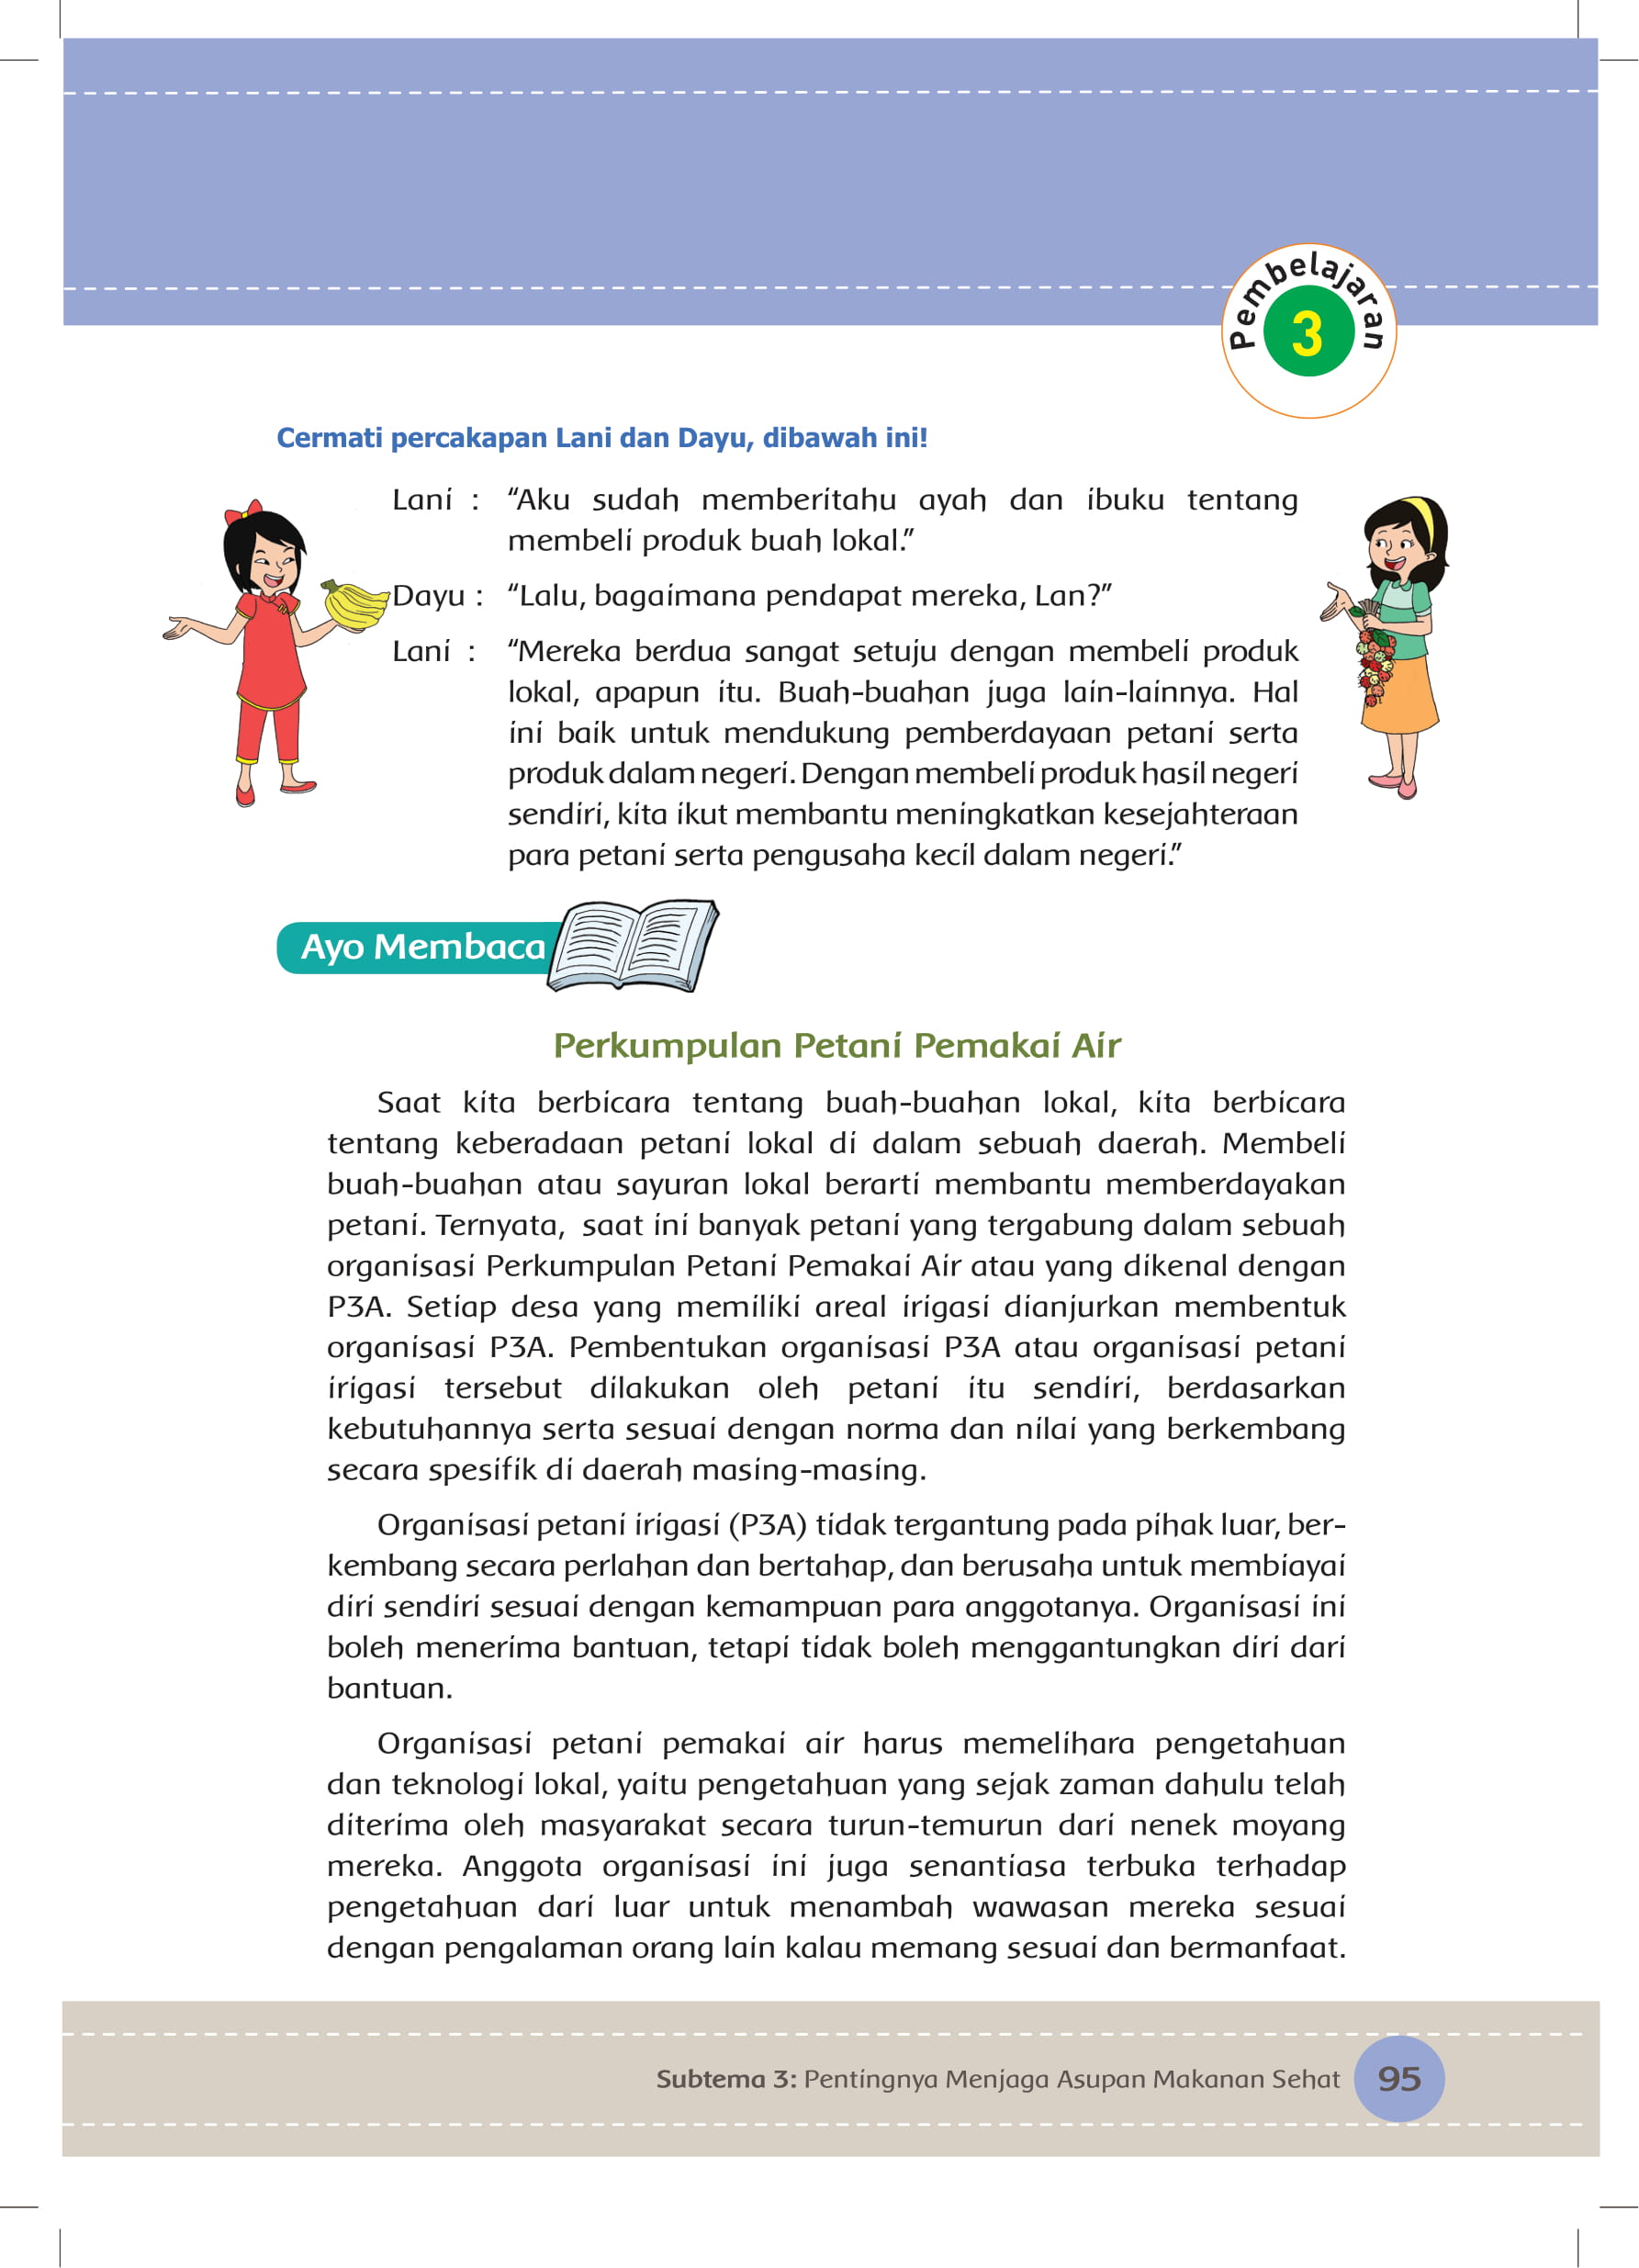 Pembelajaran
3
Cermati percakapan Lani dan Dayu, dibawah ini!
Lani : “Aku sudah memberitahu ayah dan ibuku tentang
membeli produk buah lokal.”
Dayu : “Lalu, bagaimana pendapat mereka, Lan?”
Lani : “Mereka berdua sangat setuju dengan membeli produk
lokal, apapun itu. Buah-buahan juga lain-lainnya. Hal
ini baik untuk mendukung pemberdayaan petani serta
produk dalam negeri. Dengan membeli produk hasil negeri
sendiri, kita ikut membantu meningkatkan kesejahteraan
para petani serta pengusaha kecil dalam negeri.”
Ayo Membaca
Perkumpulan Petani Pemakai Air
Saat kita berbicara tentang buah-buahan lokal, kita berbicara
tentang keberadaan petani lokal di dalam sebuah daerah. Membeli
buah-buahan atau sayuran lokal berarti membantu memberdayakan
petani. Ternyata, saat ini banyak petani yang tergabung dalam sebuah
organisasi Perkumpulan Petani Pemakai Air atau yang dikenal dengan
P3A. Setiap desa yang memiliki areal irigasi dianjurkan membentuk
organisasi P3A. Pembentukan organisasi P3A atau organisasi petani
irigasi tersebut dilakukan oleh petani itu sendiri, berdasarkan
kebutuhannya serta sesuai dengan norma dan nilai yang berkembang
secara spesifik di daerah masing-masing.
Organisasi petani irigasi (P3A) tidak tergantung pada pihak luar, ber-
kembang secara perlahan dan bertahap, dan berusaha untuk membiayai
diri sendiri sesuai dengan kemampuan para anggotanya. Organisasi ini
boleh menerima bantuan, tetapi tidak boleh menggantungkan diri dari
bantuan.
Organisasi petani pemakai air harus memelihara pengetahuan
dan teknologi lokal, yaitu pengetahuan yang sejak zaman dahulu telah
diterima oleh masyarakat secara turun-temurun dari nenek moyang
mereka. Anggota organisasi ini juga senantiasa terbuka terhadap
pengetahuan dari luar untuk menambah wawasan mereka sesuai
dengan pengalaman orang lain kalau memang sesuai dan bermanfaat.
Subtema 3: Pentingnya Menjaga Asupan Makanan Sehat 95